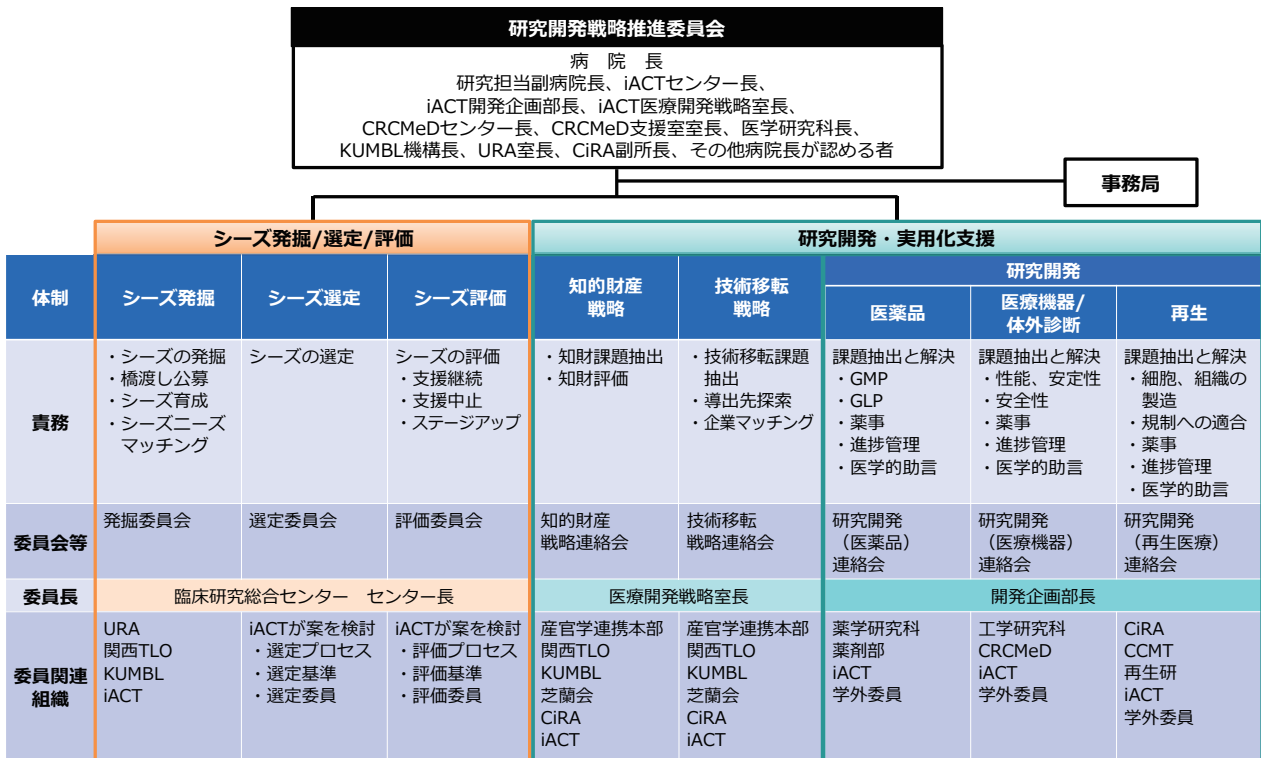 研究開発戦略推進委員会
病　院　長
研究担当副病院長、iACTセンター長、
iACT開発企画部長、iACT医療開発戦略室長、
CRCMeDセンター長、CRCMeD支援室室長、医学研究科長、
KUMBL機構長、URA室長、CiRA副所長、その他病院長が認める者
事務局
シーズ発掘/選定/評価
研究開発・実用化支援
体制
シーズ発掘
シーズ選定
シーズ評価
知的財産
戦略
技術移転
戦略
研究開発
医薬品
医療機器/
体外診断
再生
責務
・シーズの発掘
・橋渡し公募
・シーズ育成
・シーズニーズ
マッチング
シーズの選定
シーズの評価
・支援継続
・支援中止
・ステージアップ
・知財課題抽出
・知財評価
・技術移転課題
抽出
・導出先探索
・企業マッチング
課題抽出と解決
・GMP
・GLP
・薬事
・進捗管理
・医学的助言
課題抽出と解決
・性能、安定性
・安全性
・薬事
・進捗管理
・医学的助言
課題抽出と解決
・細胞、組織の
製造
・規制への適合
・薬事
・進捗管理
・医学的助言
委員会等
発掘委員会
選定委員会
評価委員会
知的財産
戦略連絡会
技術移転
戦略連絡会
研究開発
（医薬品）
連絡会
研究開発
（医療機器）
連絡会
研究開発
（再生医療）
連絡会
委員長
臨床研究総合センター　センター長
医療開発戦略室長
開発企画部長
委員関連
組織
URA
関西TLO
KUMBL
iACT
iACTが案を検討
・選定プロセス
・選定基準
・選定委員
iACTが案を検討
・評価プロセス
・評価基準
・評価委員
産官学連携本部
関西TLO
KUMBL
芝蘭会
CiRA
iACT
産官学連携本部
関西TLO
KUMBL
芝蘭会
CiRA
iACT
薬学研究科
薬剤部
iACT
学外委員
工学研究科
CRCMeD
iACT
学外委員
CiRA
CCMT
再生研
iACT
学外委員